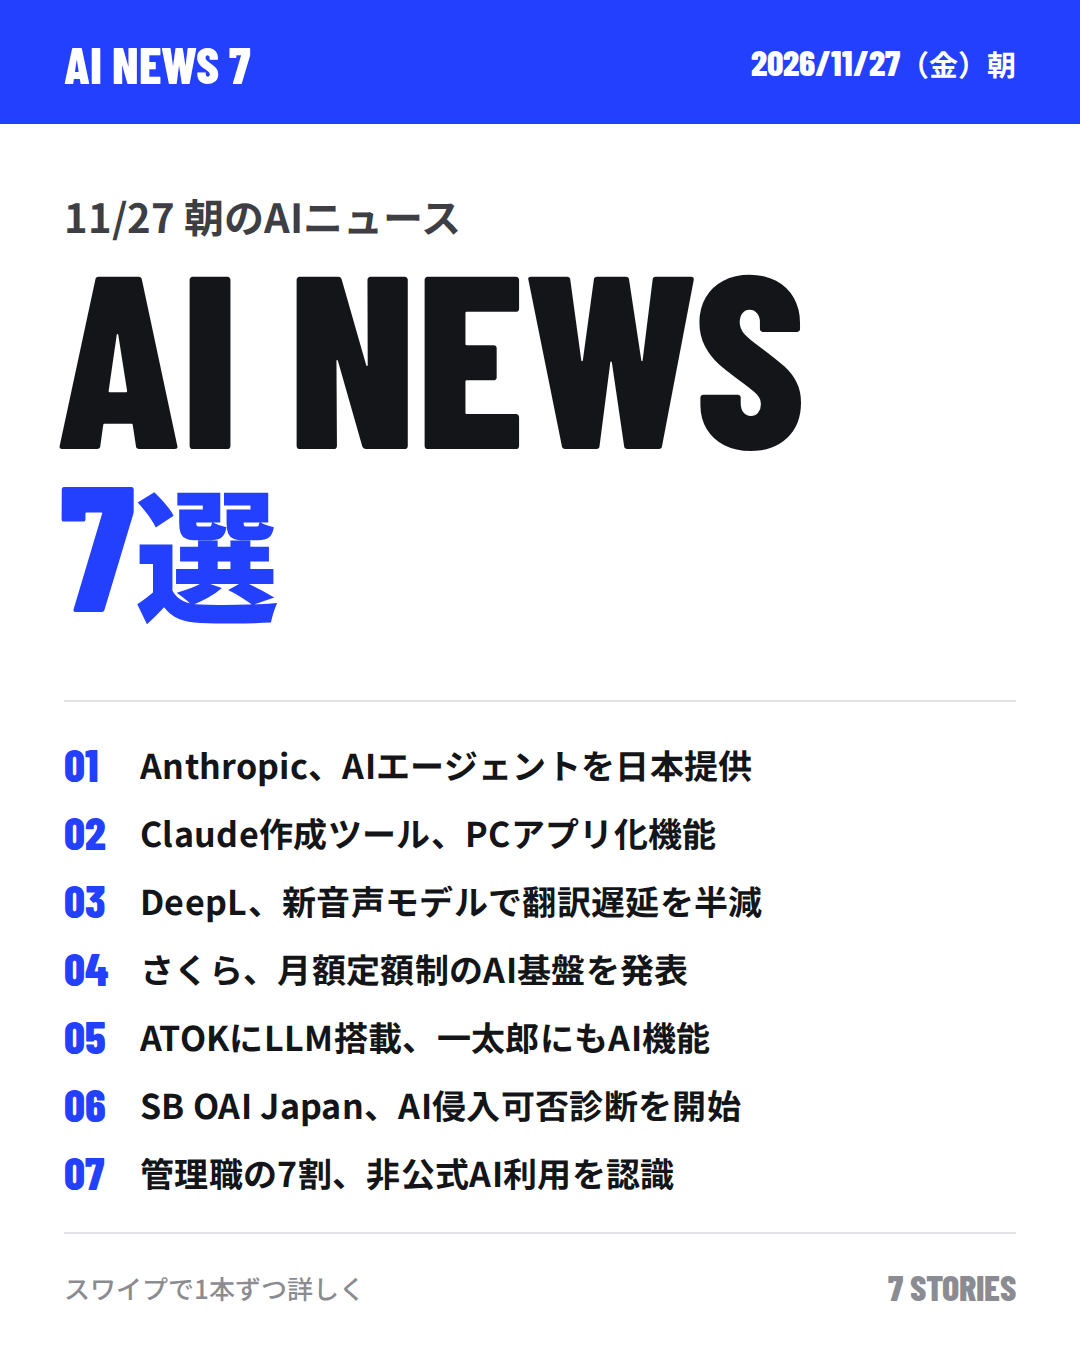 AI NEWS 7
2026/11/27（金）朝
11/27 朝のAIニュース
AI NEWS
7選
01 Anthropic、AIエージェントを日本提供
02 Claude作成ツール、PCアプリ化機能
03 DeepL、新音声モデルで翻訳遅延を半減
04 さくら、月額定額制のAI基盤を発表
05 ATOKにLLM搭載、一太郎にもAI機能
06 SB OAI Japan、AI侵入可否診断を開始
07 管理職の7割、非公式AI利用を認識
スワイプで1本ずつ詳しく
7 STORIES